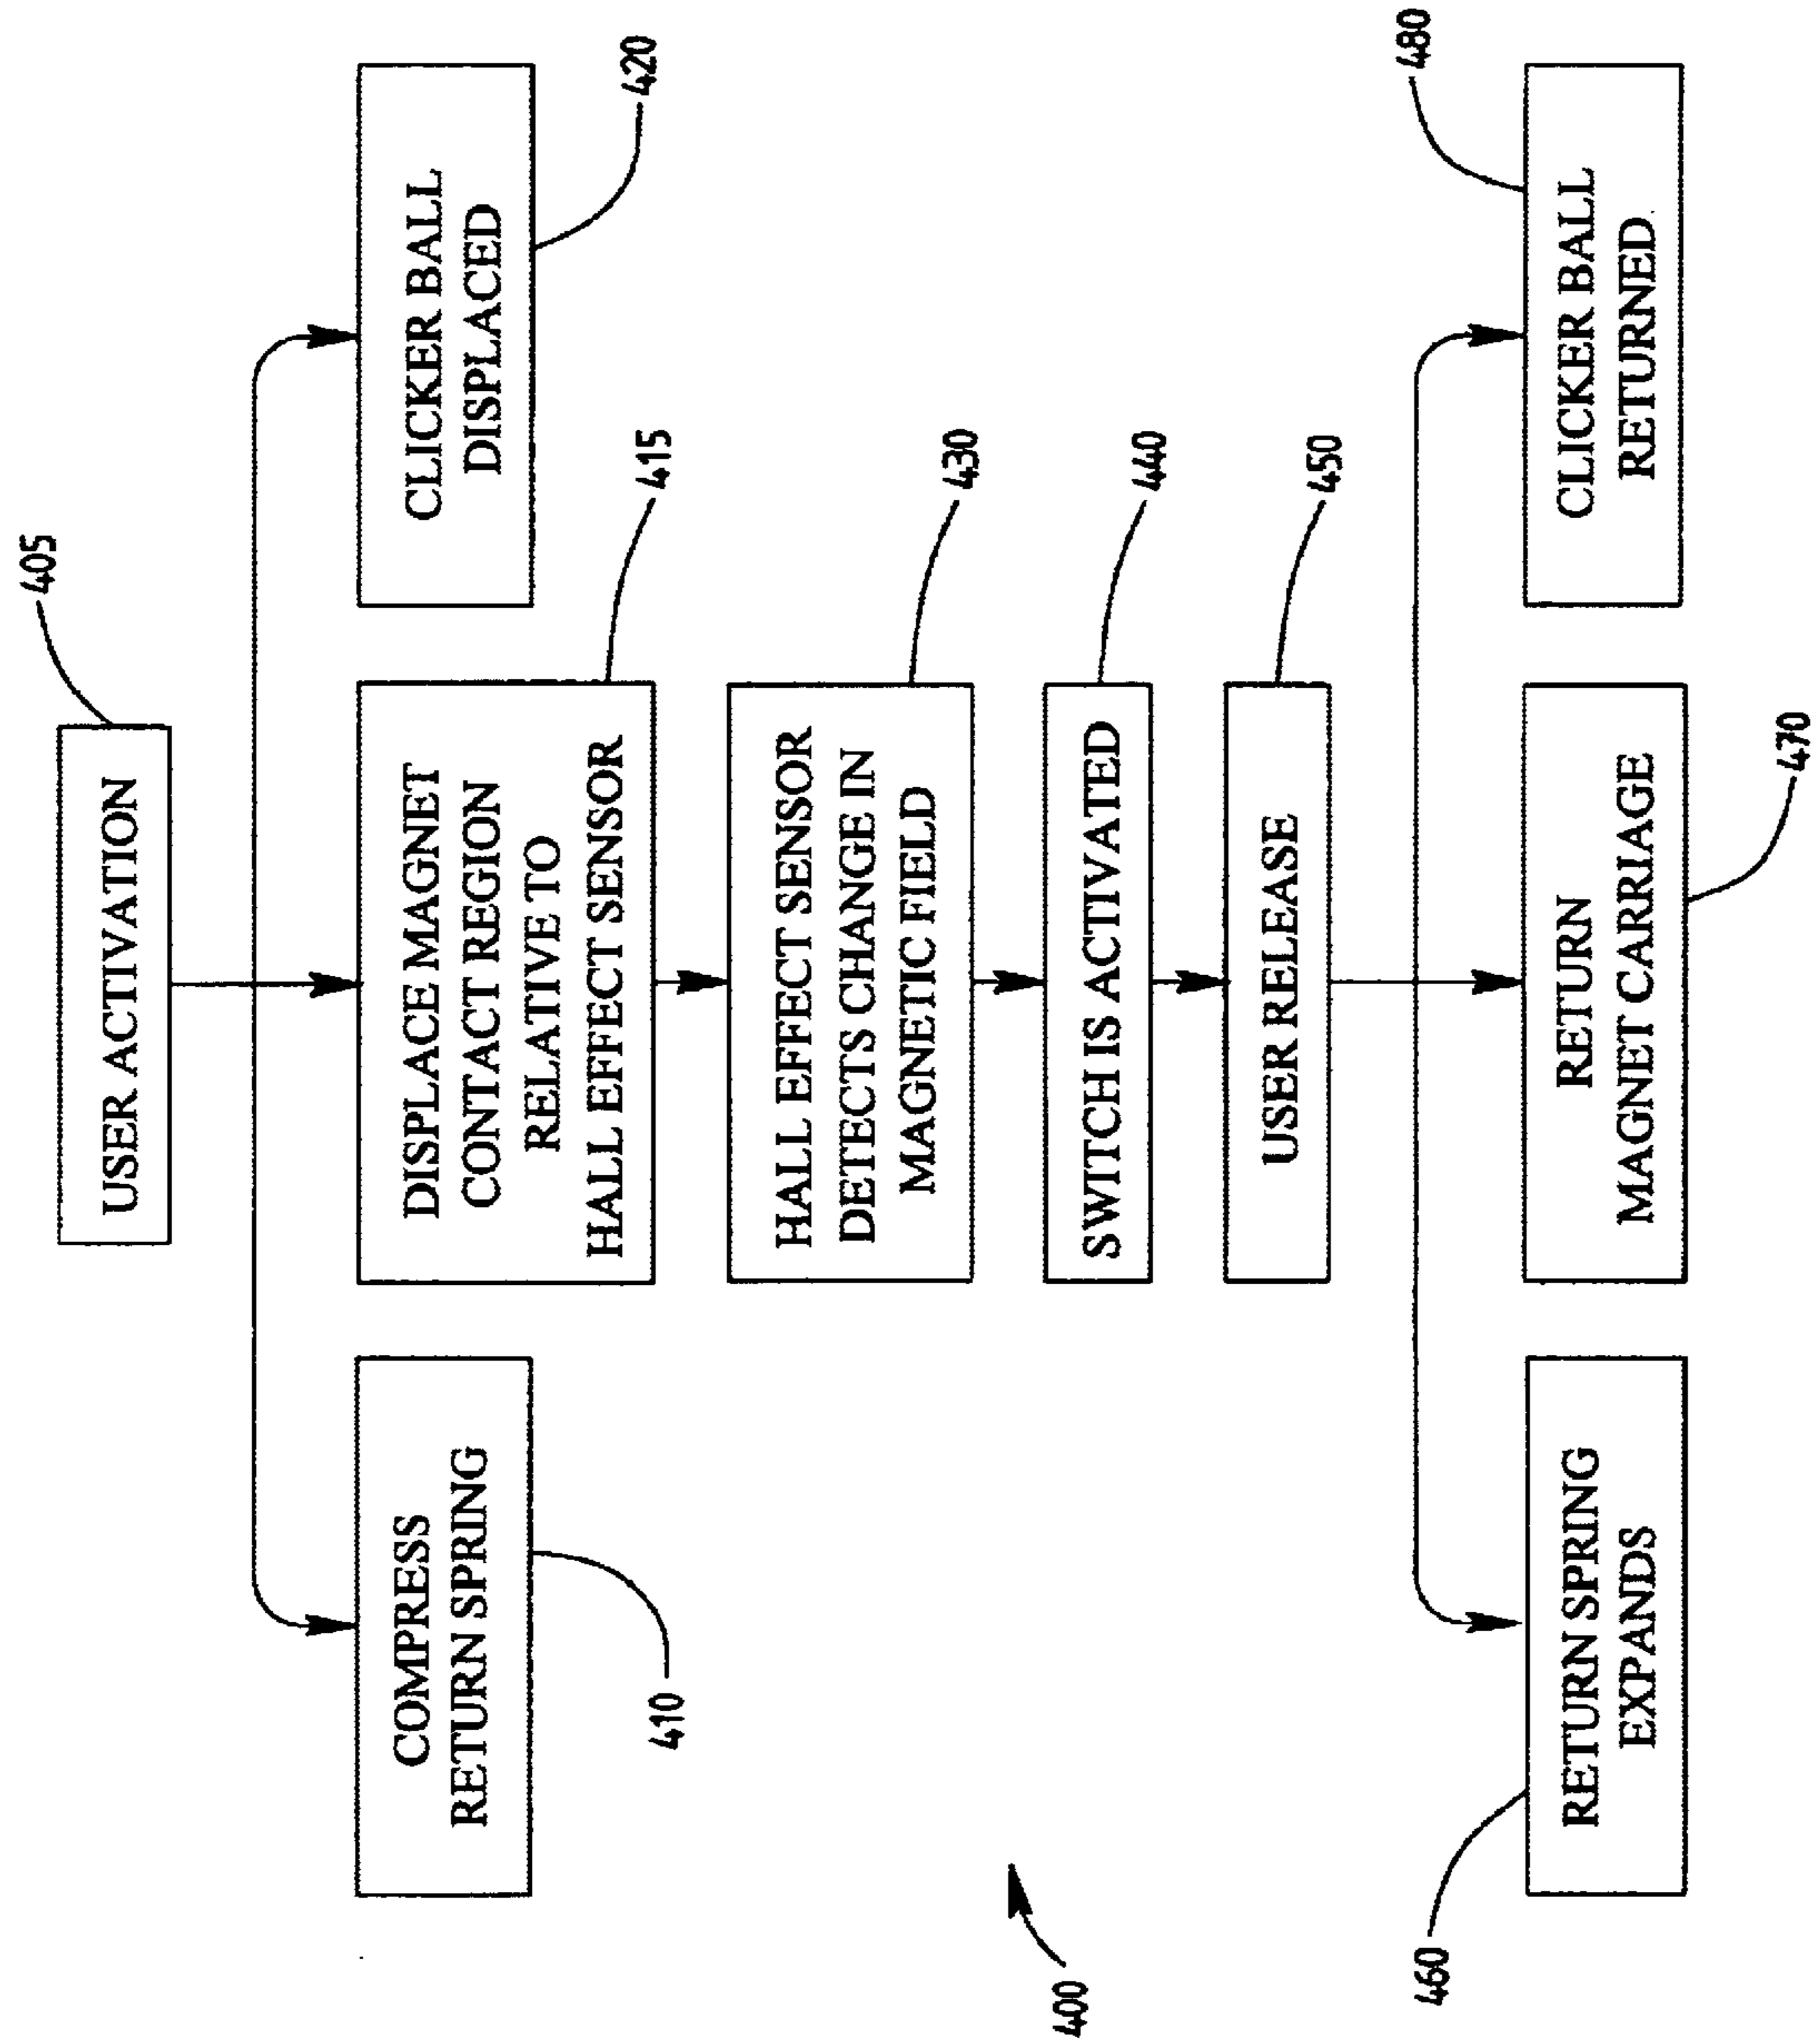 USER ACTIVATION
405
COMPRESS
RETURN SPRING
410
DISPLACE MAGNET
CONTACT REGION
RELATIVE TO
HALL EFFECT SENSOR
415
CLICKER BALL
DISPLACED
420
HALL EFFECT SENSOR
DETECTS CHANGE IN
MAGNETIC FIELD
430
SWITCH IS ACTIVATED
440
USER RELEASE
450
400
460
RETURN SPRING
EXPANDS
RETURN
MAGNET CARRIAGE
470
CLICKER BALL
RETURNED
480